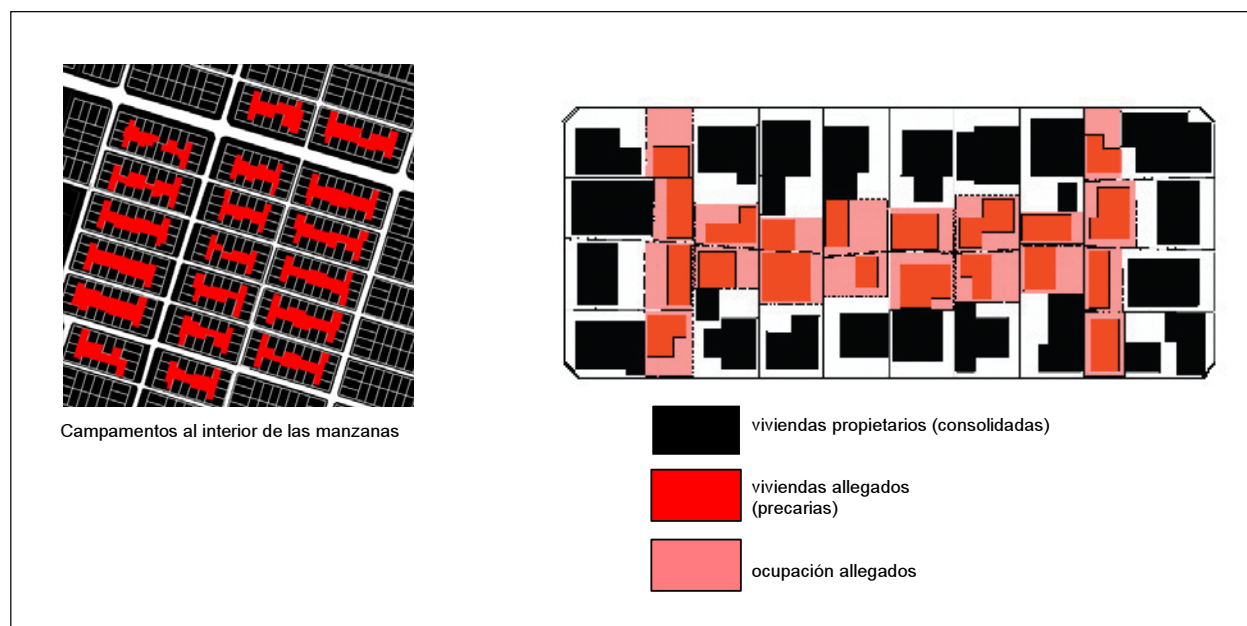 Campamentos al interior de las manzanas
viviendas propietarios (consolidadas)
viviendas allegados
(precarias)
ocupación allegados